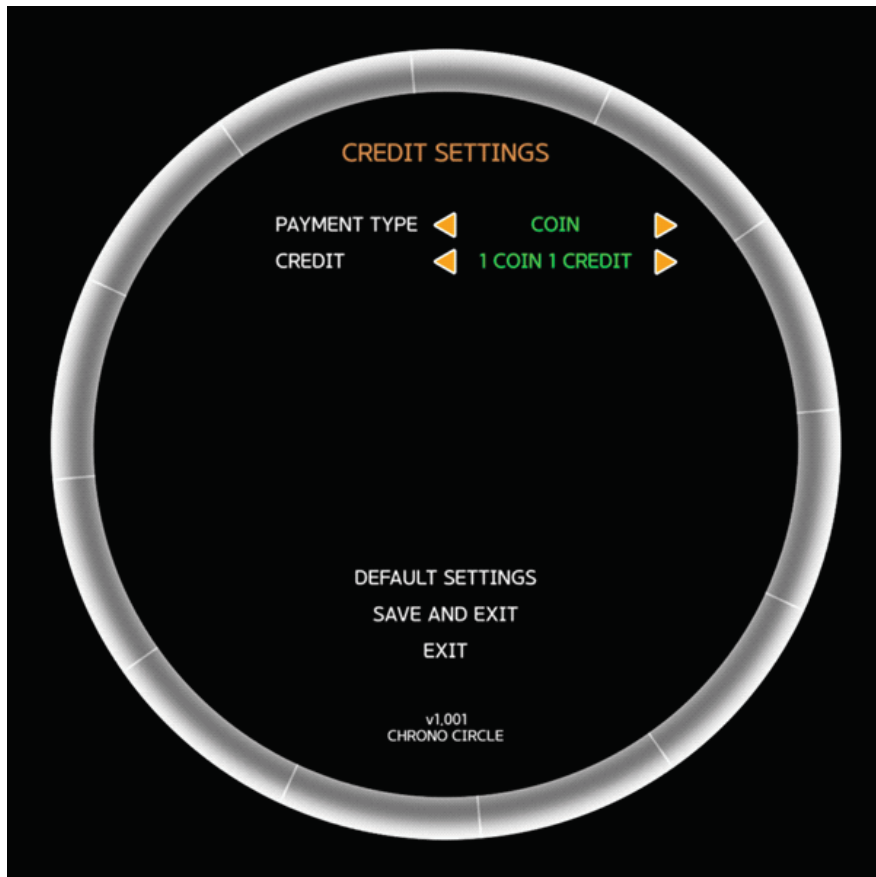 CREDIT SETTINGS
PAYMENT TYPE COIN
CREDIT 1 COIN 1 CREDIT
DEFAULT SETTINGS
SAVE AND EXIT
EXIT
v1,001
CHRONO CIRCLE